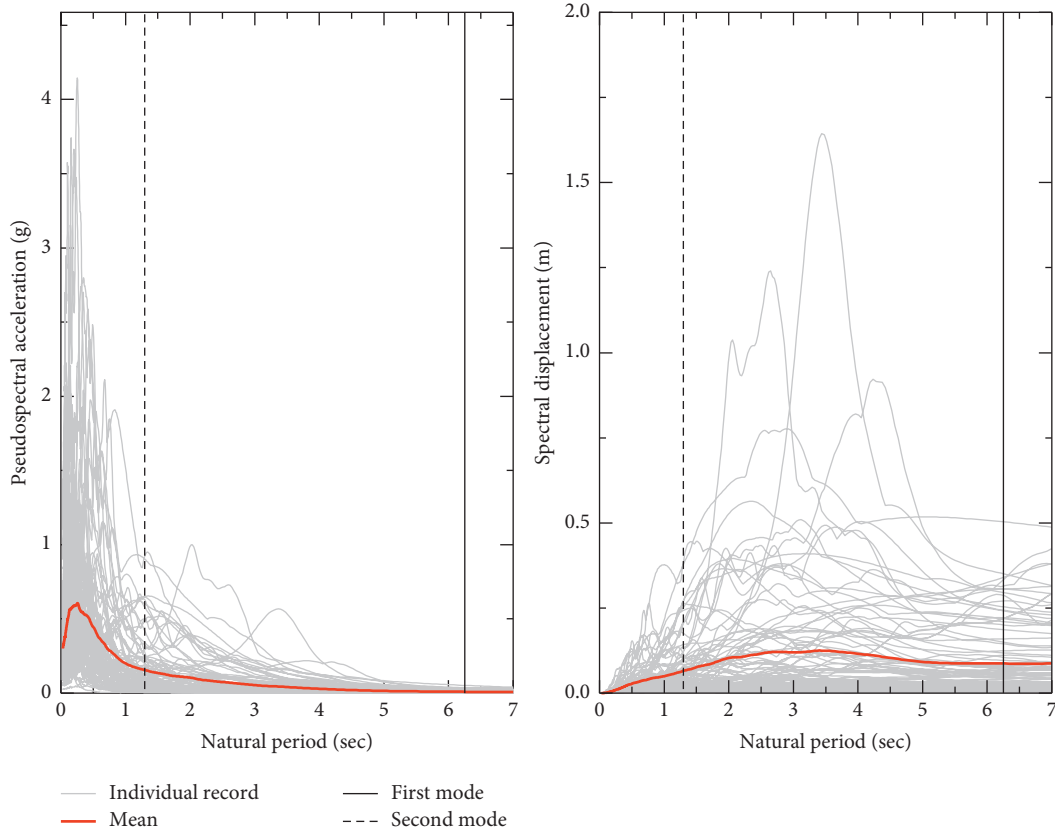 Pseudospectral acceleration (g)
4
3
2
1
0
0 1 2 3 4 5 6 7
Natural period (sec)
Spectral displacement (m)
2.0
1.5
1.0
0.5
0.0
0 1 2 3 4 5 6 7
Natural period (sec)
Individual record
Mean
First mode
Second mode